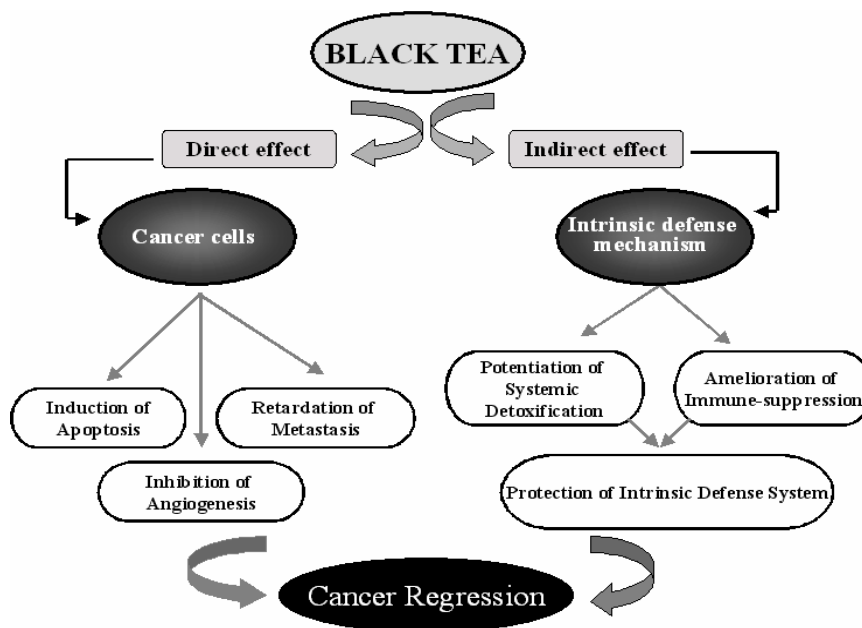 BLACK TEA
Direct effect
Indirect effect
Cancer cells
Intrinsic defense
mechanism
Induction of
Apoptosis
Retardation of
Metastasis
Inhibition of
Angiogenesis
Potentiation of
Systemic
Detoxification
Amelioration of
Immune-suppression
Protection of Intrinsic Defense System
Cancer Regression